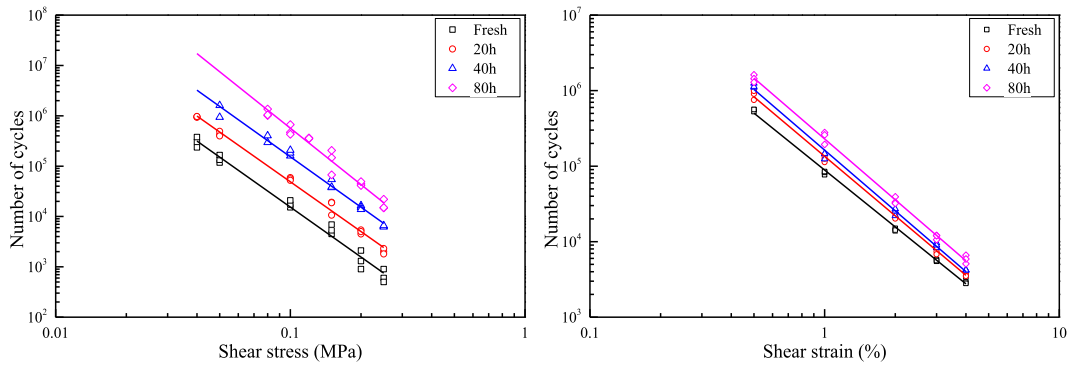 Number of cycles
10^8
10^7
10^6
10^5
10^4
10^3
10^2
0.01
0.1
1
Shear stress (MPa)
Fresh
20h
40h
80h
Number of cycles
10^7
10^6
10^5
10^4
10^3
0.1
1
10
Shear strain (%)
Fresh
20h
40h
80h